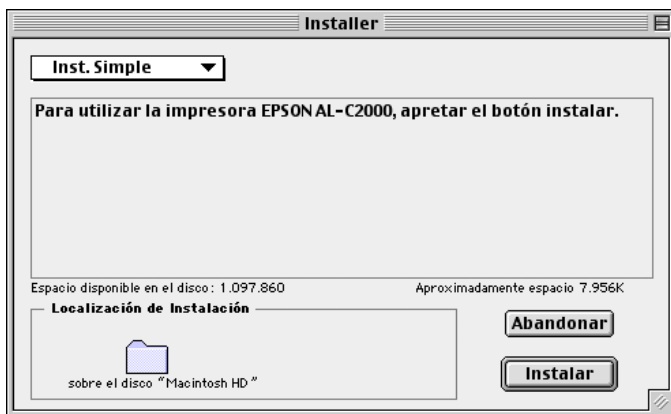 Installer
Inst. Simple
Para utilizar la impresora EPSON AL-C2000, apretar el botón instalar.
Espacio disponible en el disco: 1.097.860
Aproximadamente espacio 7.956K
Localización de Instalación
sobre el disco "Macintosh HD"
Abandonar
Instalar